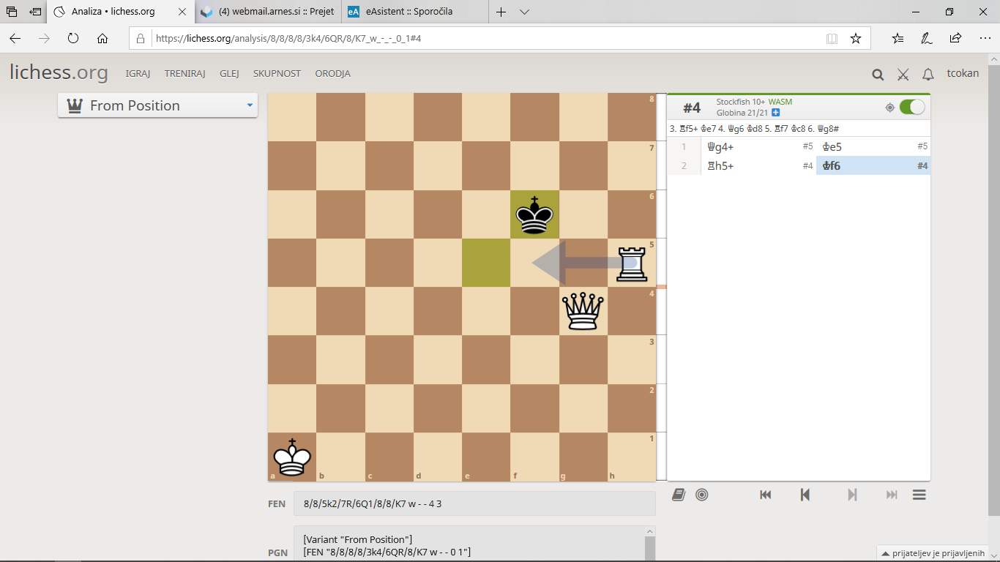 Analiza • lichess.org
(4) webmail.arnes.si :: Prejet
eA eAsistent :: Sporočila
https://lichess.org/analysis/8/8/8/8/3k4/6QR/8/K7_w_-_-_0_1#4
lichess.org IGRAJ TRENIRAJ GLEJ SKUPNOST ORODJA tcokan
From Position
#4 Stockfish 10+ WASM
Globina 21/21
3. ♖f5+ ♔e7 4. ♕g6 ♔d8 5. ♖f7 ♔c8 6. ♕g8#
1 ♕g4+ #5 ♔e5 #5
2 ♖h5+ #4 ♔f6 #4
8
7
6
5
4
3
2
1
a b c d e f g h
FEN 8/8/5k2/7R/6Q1/8/8/K7 w - - 4 3
[Variant "From Position"]
PGN [FEN "8/8/8/8/3k4/6QR/8/K7 w - - 0 1"]
prijateljev je prijavljenih